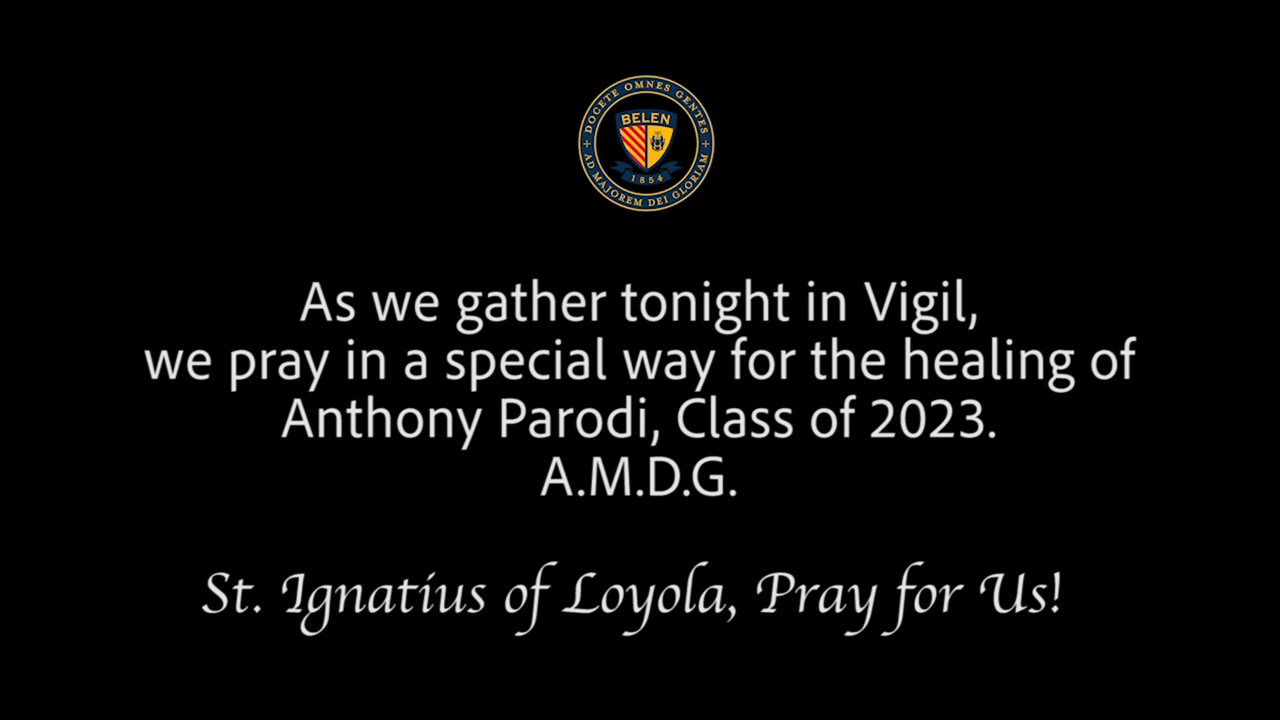 DOCETE OMNES GENTES
BELEN
1854
AD MAJOREM DEI GLORIAM
As we gather tonight in Vigil,
we pray in a special way for the healing of
Anthony Parodi, Class of 2023.
A.M.D.G.
St. Ignatius of Loyola, Pray for Us!